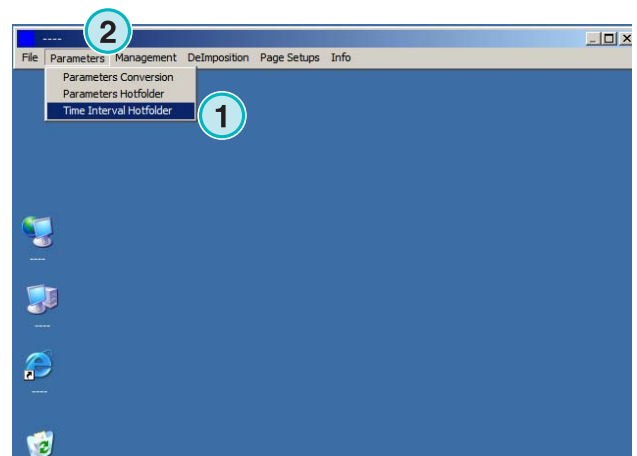 ----
2
File Parameters Management DeImposition Page Setups Info
Parameters Conversion
Parameters Hotfolder
Time Interval Hotfolder
1
----
----
----